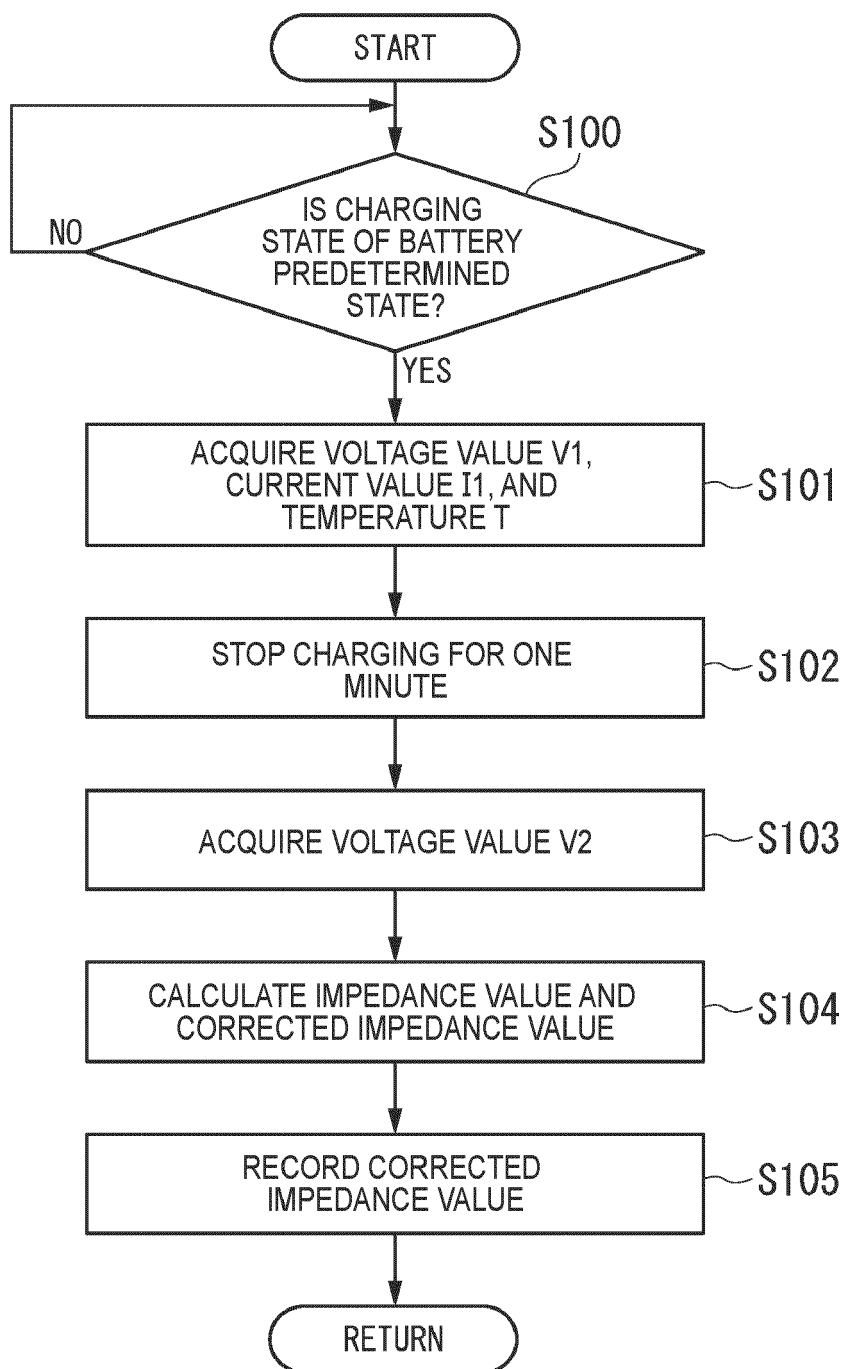 START
S100
IS CHARGING
STATE OF BATTERY
PREDETERMINED
STATE?
NO
YES
ACQUIRE VOLTAGE VALUE V1,
CURRENT VALUE I1, AND
TEMPERATURE T
S101
STOP CHARGING FOR ONE
MINUTE
S102
ACQUIRE VOLTAGE VALUE V2
S103
CALCULATE IMPEDANCE VALUE AND
CORRECTED IMPEDANCE VALUE
S104
RECORD CORRECTED
IMPEDANCE VALUE
S105
RETURN